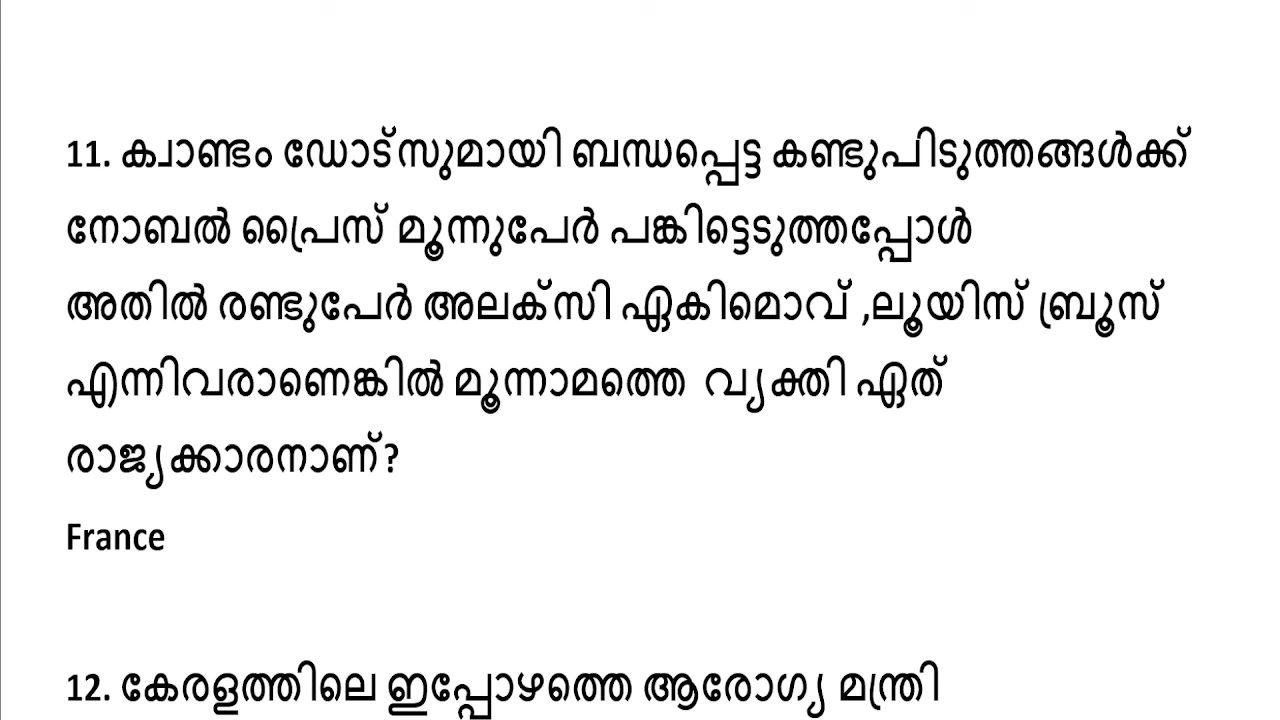 11. ക്വാണ്ടം ഡോട്സുമായി ബന്ധപ്പെട്ട കണ്ടുപിടുത്തങ്ങൾക്ക്
നോബൽ പ്രൈസ് മൂന്നുപേർ പങ്കിട്ടെടുത്തപ്പോൾ
അതിൽ രണ്ടുപേർ അലക്സി ഏകിമൊവ് ,ലൂയിസ് ബ്രൂസ്
എന്നിവരാണെങ്കിൽ മൂന്നാമത്തെ വ്യക്തി ഏത്
രാജ്യക്കാരനാണ്?
France
12. കേരളത്തിലെ ഇപ്പോഴത്തെ ആരോഗ്യ മന്ത്രി